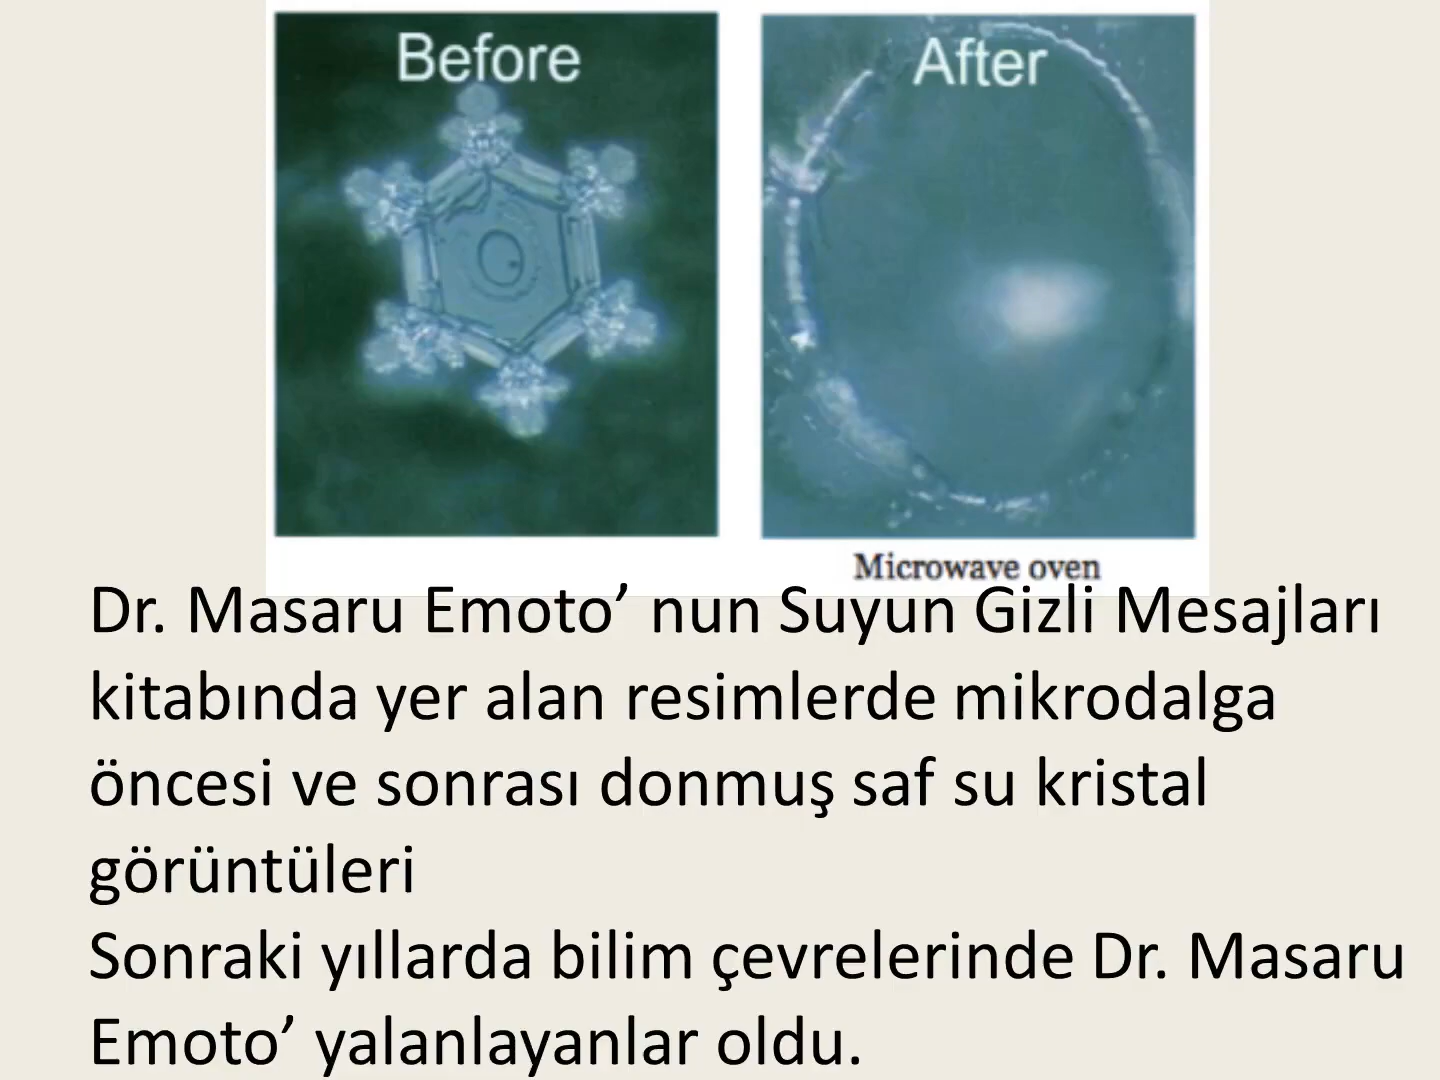 Before
After
Microwave oven
Dr. Masaru Emoto’ nun Suyun Gizli Mesajları
kitabında yer alan resimlerde mikrodalga
öncesi ve sonrası donmuş saf su kristal
görüntüleri
Sonraki yıllarda bilim çevrelerinde Dr. Masaru
Emoto’ yalanlayanlar oldu.